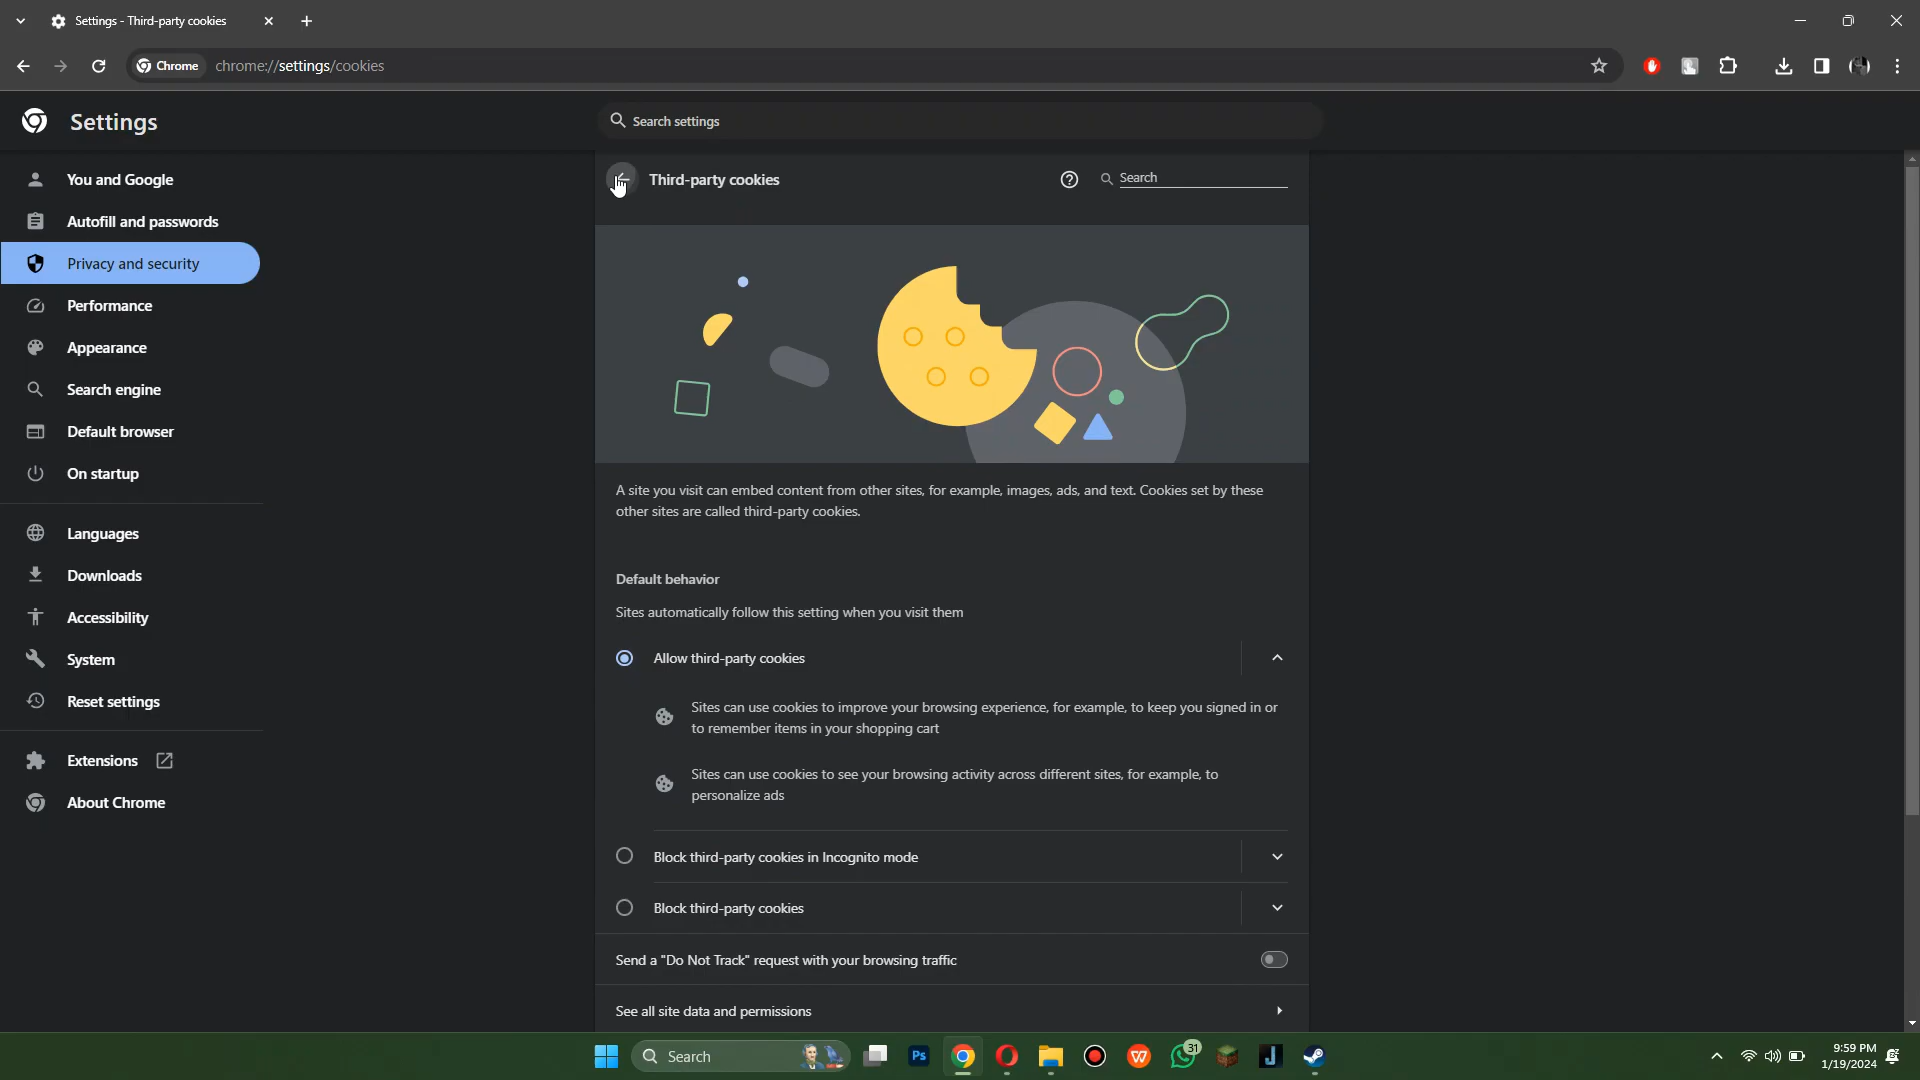 Settings - Third-party cookies
Chrome
chrome://settings/cookies
Settings
Search settings
You and Google
Autofill and passwords
Privacy and security
Performance
Appearance
Search engine
Default browser
On startup
Languages
Downloads
Accessibility
System
Reset settings
Extensions
About Chrome
Third-party cookies
Search
A site you visit can embed content from other sites, for example, images, ads, and text. Cookies set by these
other sites are called third-party cookies.
Default behavior
Sites automatically follow this setting when you visit them
Allow third-party cookies
Sites can use cookies to improve your browsing experience, for example, to keep you signed in or
to remember items in your shopping cart
Sites can use cookies to see your browsing activity across different sites, for example, to
personalize ads
Block third-party cookies in Incognito mode
Block third-party cookies
Send a "Do Not Track" request with your browsing traffic
See all site data and permissions
Search
Ps
W
31
J
9:59 PM
1/19/2024